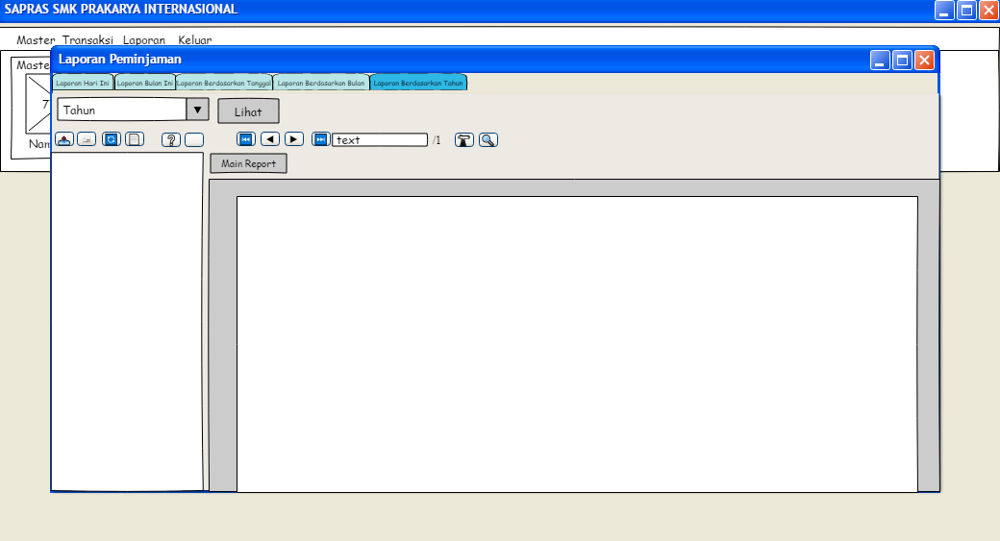 SAPRAS SMK PRAKARYA INTERNASIONAL
Master Transaksi Laporan Keluar
Maste
Laporan Peminjaman
Laporan Hari Ini Laporan Bulan Ini Laporan Berdasarkan Tanggal Laporan Berdasarkan Bulan Laporan Berdasarkan Tahun
Tahun Lihat
7
text /1
Nam
Main Report